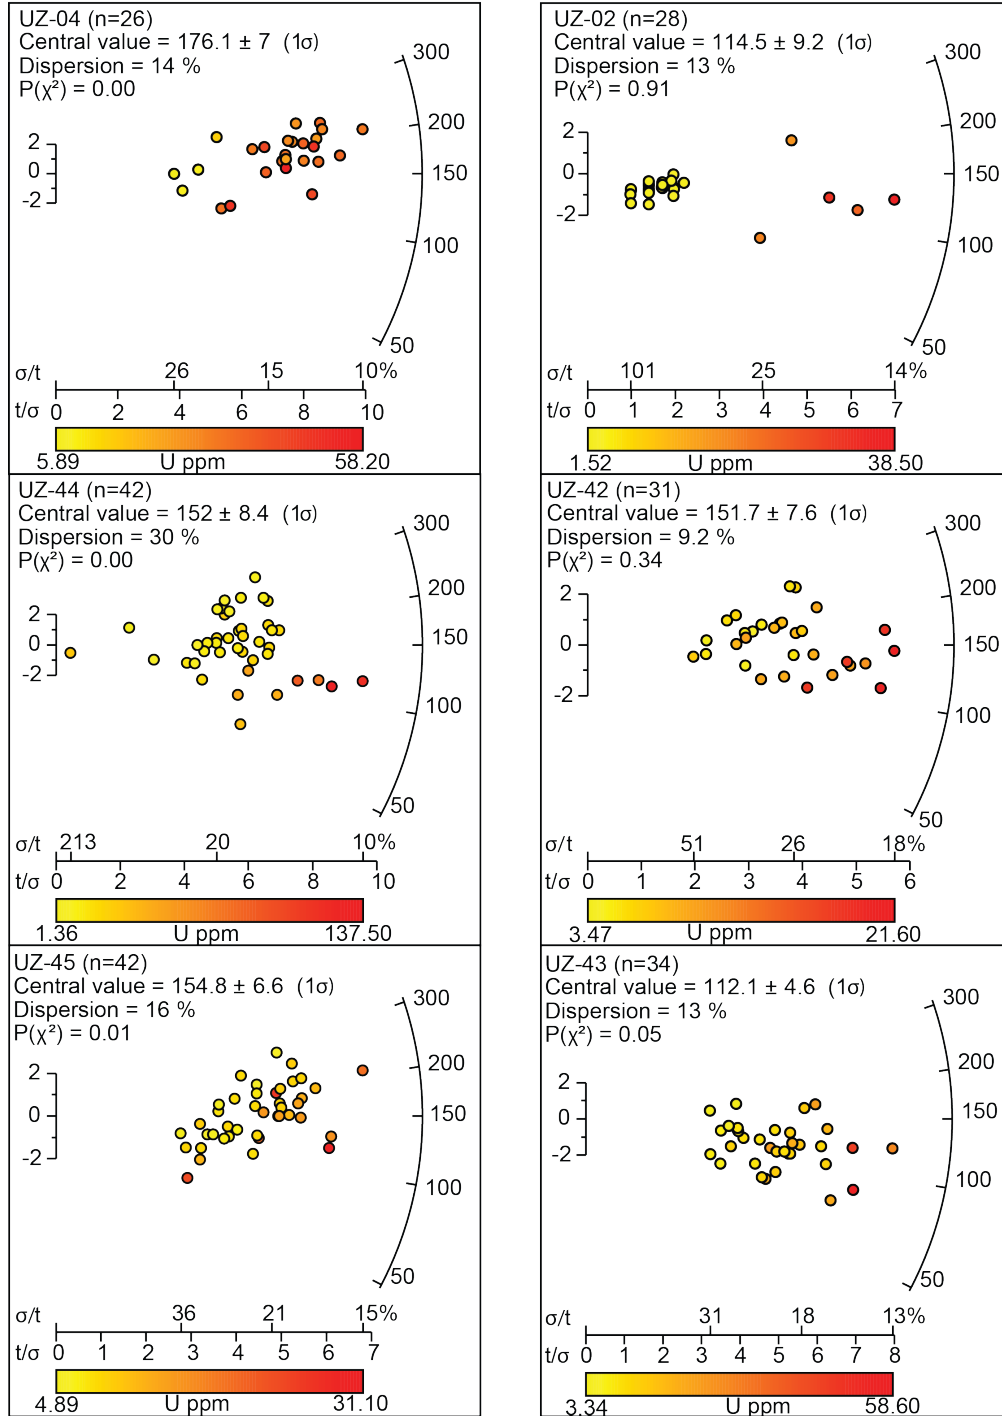 UZ-04 (n=26)
Central value = 176.1 ± 7 (1σ)
Dispersion = 14 %
P(χ²) = 0.00
300
200
150
100
50
2
0
-2
σ/t 26 15 10%
t/σ 0 2 4 6 8 10
5.89 U ppm 58.20
UZ-02 (n=28)
Central value = 114.5 ± 9.2 (1σ)
Dispersion = 13 %
P(χ²) = 0.91
300
200
150
100
50
2
0
-2
σ/t 101 25 14%
t/σ 0 1 2 3 4 5 6 7
1.52 U ppm 38.50
UZ-44 (n=42)
Central value = 152 ± 8.4 (1σ)
Dispersion = 30 %
P(χ²) = 0.00
300
200
150
100
50
2
0
-2
σ/t 213 20 10%
t/σ 0 2 4 6 8 10
1.36 U ppm 137.50
UZ-42 (n=31)
Central value = 151.7 ± 7.6 (1σ)
Dispersion = 9.2 %
P(χ²) = 0.34
300
200
150
100
2
0
-2
σ/t 51 26 18%
t/σ 0 1 2 3 4 5 6
50
3.47 U ppm 21.60
UZ-45 (n=42)
Central value = 154.8 ± 6.6 (1σ)
Dispersion = 16 %
P(χ²) = 0.01
300
200
150
100
50
2
0
-2
σ/t 36 21 15%
t/σ 0 1 2 3 4 5 6 7
4.89 U ppm 31.10
UZ-43 (n=34)
Central value = 112.1 ± 4.6 (1σ)
Dispersion = 13 %
P(χ²) = 0.05
300
200
150
100
50
2
0
-2
σ/t 31 18 13%
t/σ 0 1 2 3 4 5 6 7 8
3.34 U ppm 58.60